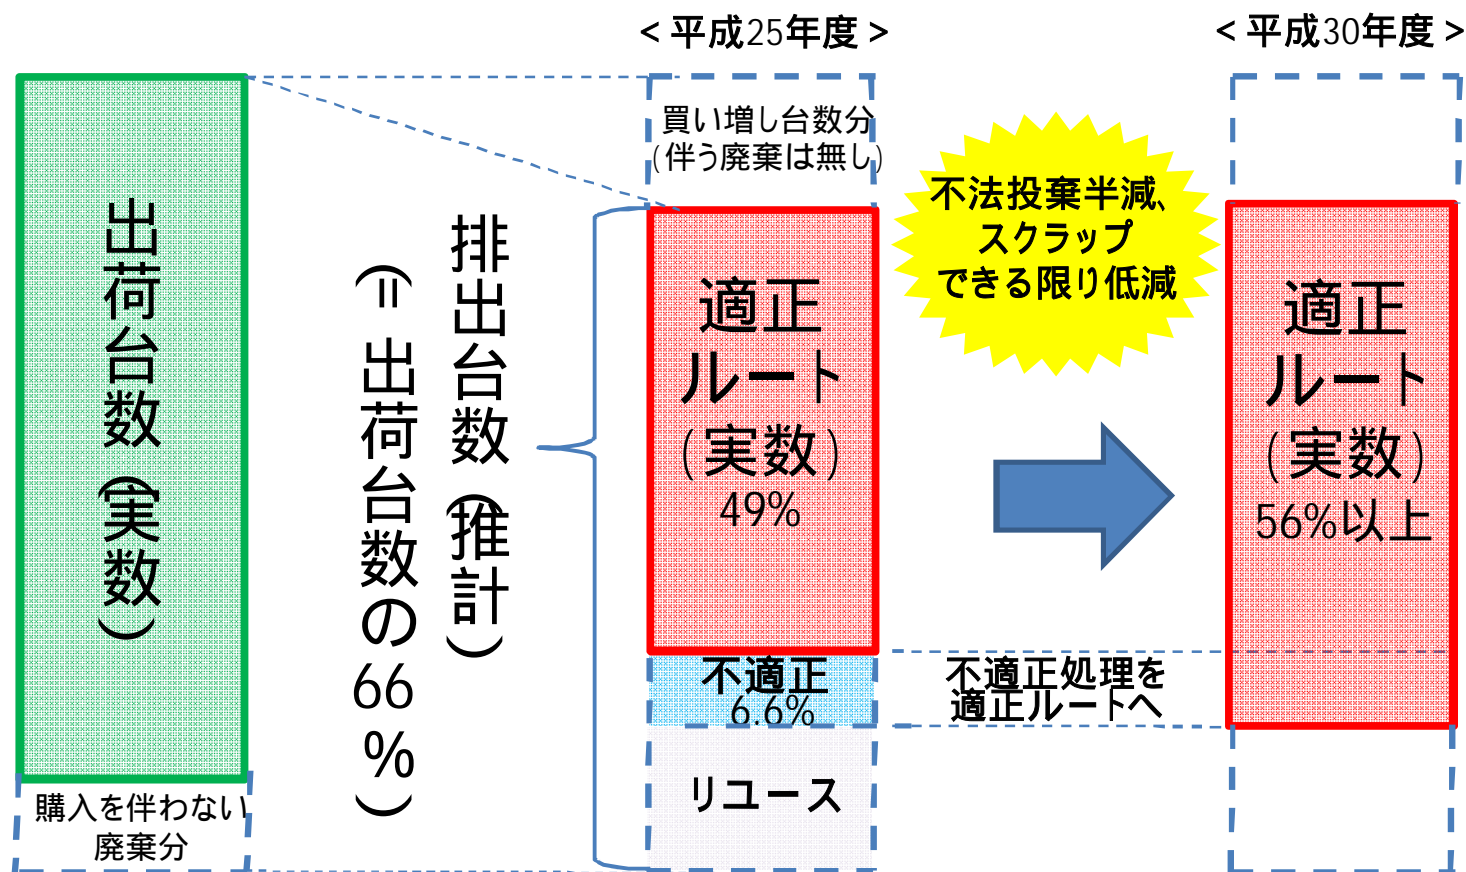 <平成25年度>
<平成30年度>
出荷台数(実数)
購入を伴わない
廃棄分
排出台数(推計)
(=出荷台数の66%)
買い増し台数分
(伴う廃棄は無し)
適正
ルート
(実数)
49%
不適正
6.6%
リユース
不法投棄半減、
スクラップ
できる限り低減
不適正処理を
適正ルートへ
適正
ルート
(実数)
56%以上